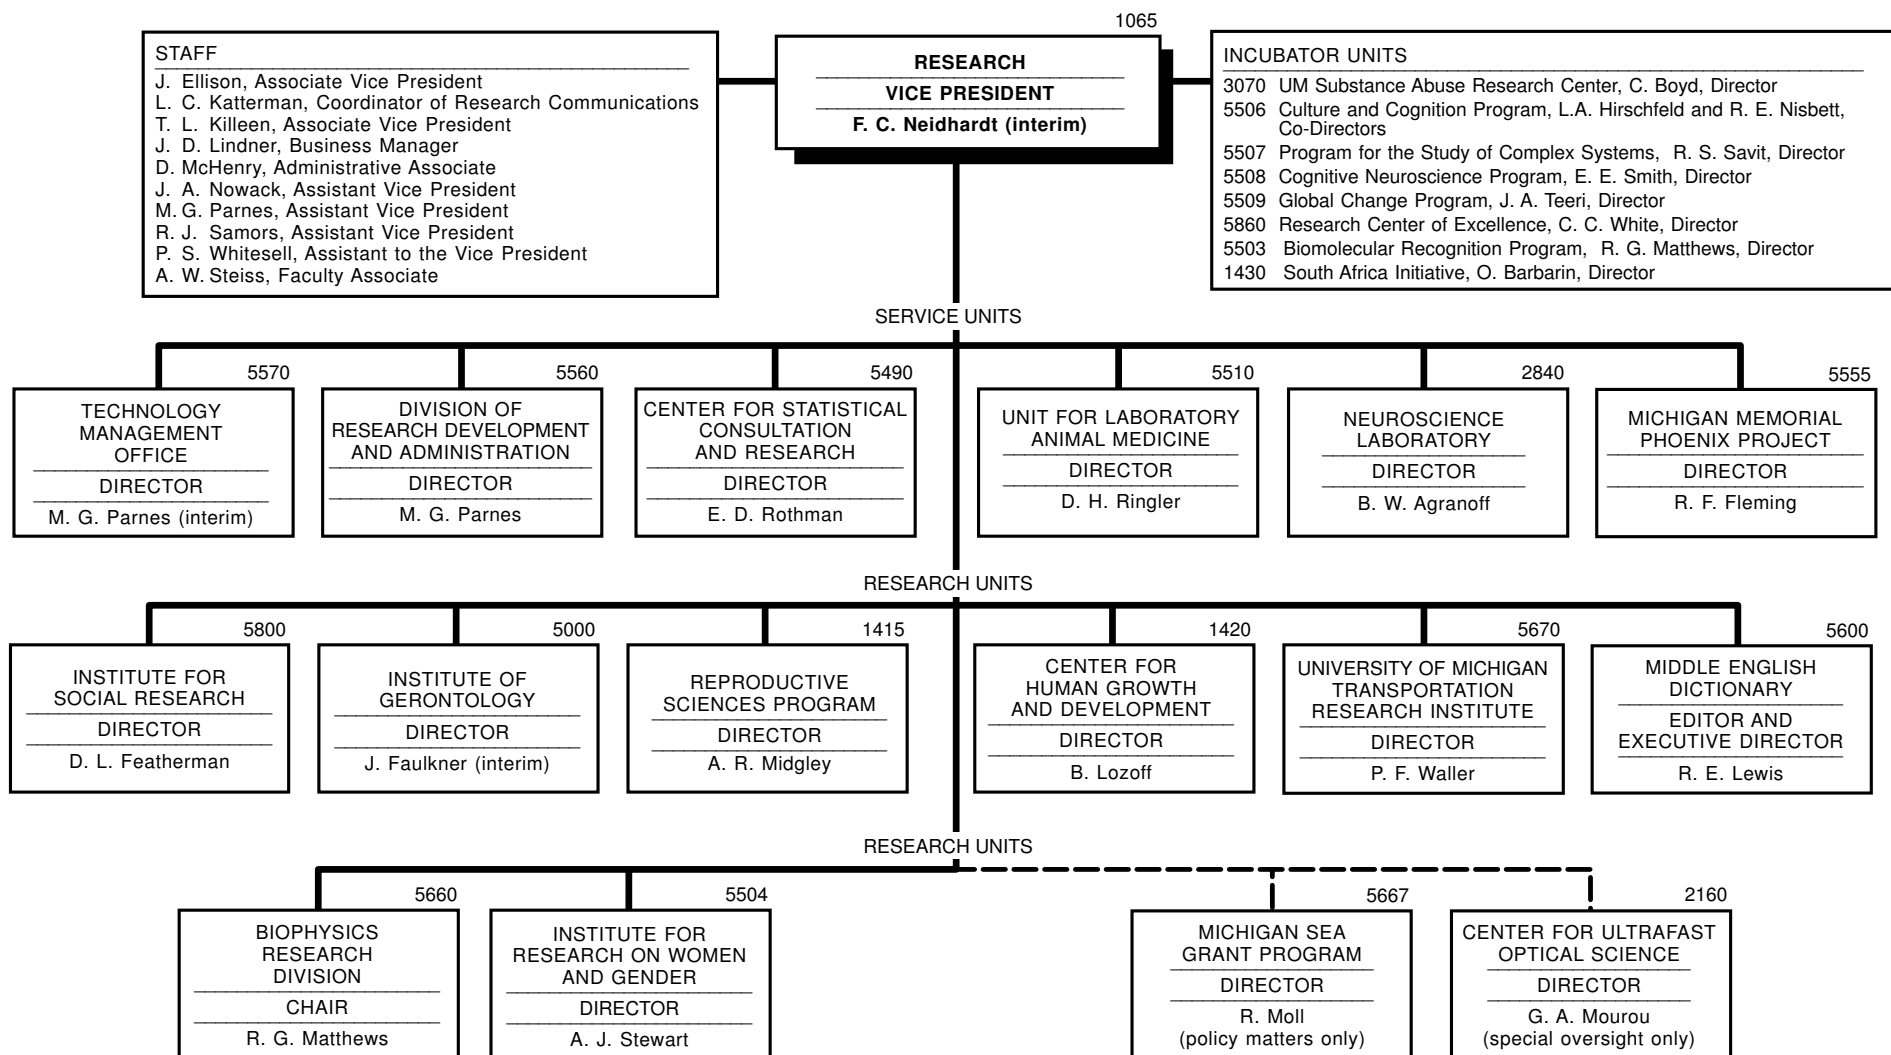 1065
STAFF
J. Ellison, Associate Vice President
L. C. Katterman, Coordinator of Research Communications
T. L. Killeen, Associate Vice President
J. D. Lindner, Business Manager
D. McHenry, Administrative Associate
J. A. Nowack, Assistant Vice President
M. G. Parnes, Assistant Vice President
R. J. Samors, Assistant Vice President
P. S. Whitesell, Assistant to the Vice President
A. W. Steiss, Faculty Associate
RESEARCH
VICE PRESIDENT
F. C. Neidhardt (interim)
INCUBATOR UNITS
3070 UM Substance Abuse Research Center, C. Boyd, Director
5506 Culture and Cognition Program, L.A. Hirschfeld and R. E. Nisbett,
Co-Directors
5507 Program for the Study of Complex Systems, R. S. Savit, Director
5508 Cognitive Neuroscience Program, E. E. Smith, Director
5509 Global Change Program, J. A. Teeri, Director
5860 Research Center of Excellence, C. C. White, Director
5503 Biomolecular Recognition Program, R. G. Matthews, Director
1430 South Africa Initiative, O. Barbarin, Director
SERVICE UNITS
5570
TECHNOLOGY
MANAGEMENT
OFFICE
DIRECTOR
M. G. Parnes (interim)
5560
DIVISION OF
RESEARCH DEVELOPMENT
AND ADMINISTRATION
DIRECTOR
M. G. Parnes
5490
CENTER FOR STATISTICAL
CONSULTATION
AND RESEARCH
DIRECTOR
E. D. Rothman
5510
UNIT FOR LABORATORY
ANIMAL MEDICINE
DIRECTOR
D. H. Ringler
2840
NEUROSCIENCE
LABORATORY
DIRECTOR
B. W. Agranoff
5555
MICHIGAN MEMORIAL
PHOENIX PROJECT
DIRECTOR
R. F. Fleming
RESEARCH UNITS
5800
INSTITUTE FOR
SOCIAL RESEARCH
DIRECTOR
D. L. Featherman
5000
INSTITUTE OF
GERONTOLOGY
DIRECTOR
J. Faulkner (interim)
1415
REPRODUCTIVE
SCIENCES PROGRAM
DIRECTOR
A. R. Midgley
1420
CENTER FOR
HUMAN GROWTH
AND DEVELOPMENT
DIRECTOR
B. Lozoff
5670
UNIVERSITY OF MICHIGAN
TRANSPORTATION
RESEARCH INSTITUTE
DIRECTOR
P. F. Waller
5600
MIDDLE ENGLISH
DICTIONARY
EDITOR AND
EXECUTIVE DIRECTOR
R. E. Lewis
RESEARCH UNITS
5660
BIOPHYSICS
RESEARCH
DIVISION
CHAIR
R. G. Matthews
5504
INSTITUTE FOR
RESEARCH ON WOMEN
AND GENDER
DIRECTOR
A. J. Stewart
5667
MICHIGAN SEA
GRANT PROGRAM
DIRECTOR
R. Moll
(policy matters only)
2160
CENTER FOR ULTRAFAST
OPTICAL SCIENCE
DIRECTOR
G. A. Mourou
(special oversight only)